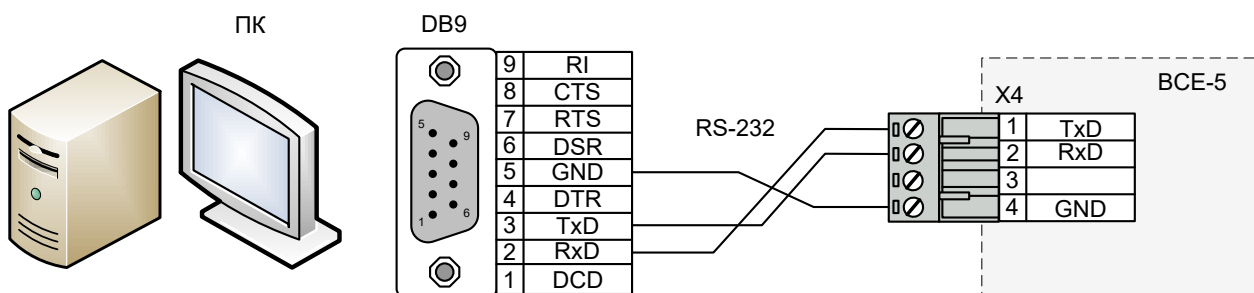 ПК
DB9
5
9
1
6
9 RI
8 CTS
7 RTS
6 DSR
5 GND
4 DTR
3 TxD
2 RxD
1 DCD
RS-232
BCE-5
X4
1 TxD
2 RxD
3
4 GND